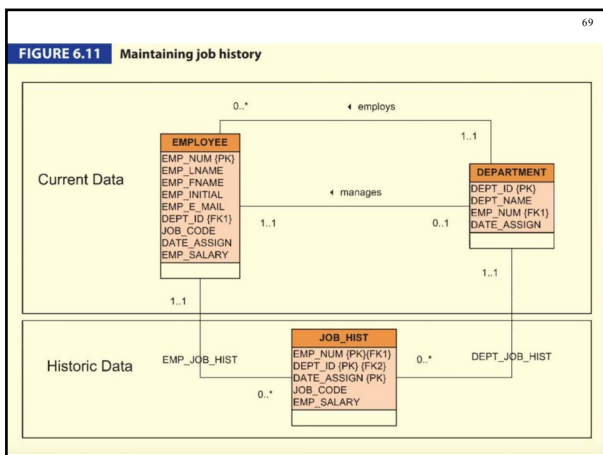 69
FIGURE 6.11 Maintaining job history
0..* employs
1..1
EMPLOYEE
EMP_NUM {PK}
EMP_LNAME
EMP_FNAME
EMP_INITIAL
EMP_E_MAIL
DEPT_ID {FK1}
JOB_CODE
DATE_ASSIGN
EMP_SALARY
Current Data
manages
1..1
0..1
DEPARTMENT
DEPT_ID {PK}
DEPT_NAME
EMP_NUM {FK1}
DATE_ASSIGN
1..1
1..1
JOB_HIST
EMP_NUM {PK}{FK1}
DEPT_ID {PK} {FK2}
DATE_ASSIGN {PK}
JOB_CODE
EMP_SALARY
Historic Data
EMP_JOB_HIST
0..*
0..*
DEPT_JOB_HIST